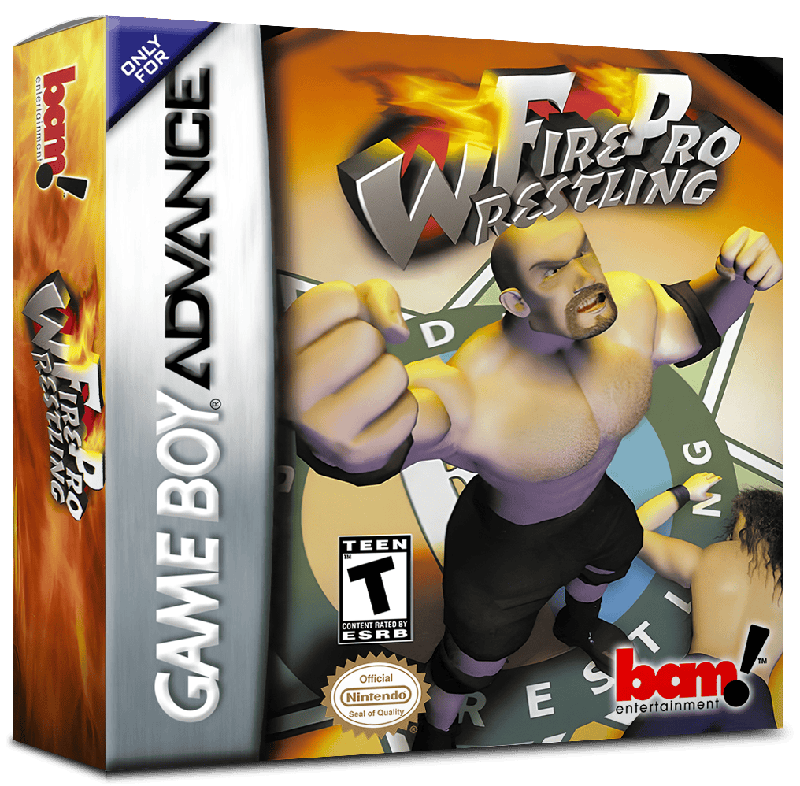 bam!
entertainment
FIRE PRO
WRESTLING
ONLY
FOR
GAME BOY ADVANCE
®
FIRE PRO
WRESTLING
D
N G
TEEN
T
CONTENT RATED BY
ESRB
Official
Nintendo
Seal of Quality
®
R E S T L I
bam!™
entertainment